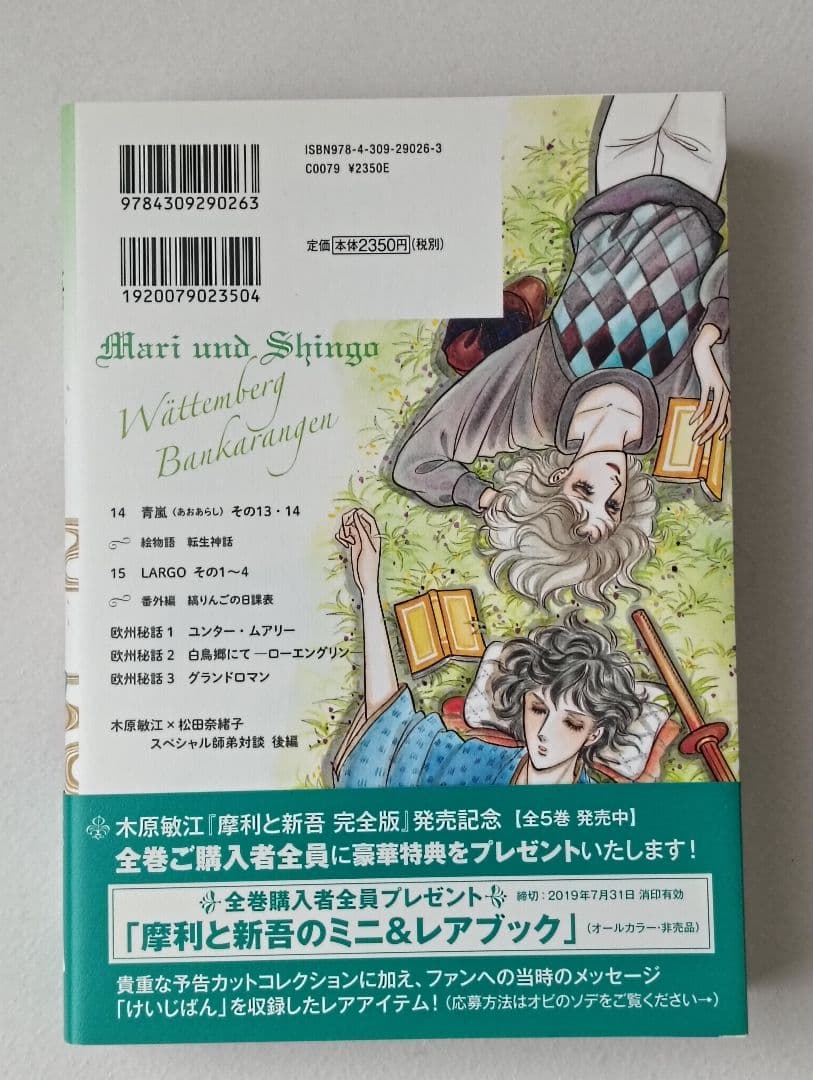 ISBN978-4-309-29026-3
C0079 ¥2350E
9784309290263
定価 本体2350円(税別)
1920079023504
Mari und Shingo
Wättemberg
Bankarangen
14 青嵐(あおあらし) その13・14
絵物語 転生神話
15 LARGO その1〜4
番外編 縞りんごの日課表
欧州秘話1 ユンター・ムアリー
欧州秘話2 白鳥郷にて―ローエングリン―
欧州秘話3 グランドロマン
木原敏江×松田奈緒子
スペシャル師弟対談 後編
木原敏江『摩利と新吾 完全版』発売記念【全5巻 発売中】
全巻ご購入者全員に豪華特典をプレゼントいたします!
全巻購入者全員プレゼント 締切:2019年7月31日 消印有効
「摩利と新吾のミニ&レアブック」(オールカラー・非売品)
貴重な予告カットコレクションに加え、ファンへの当時のメッセージ
「けいじばん」を収録したレアアイテム!(応募方法はオビのソデをご覧ください→)